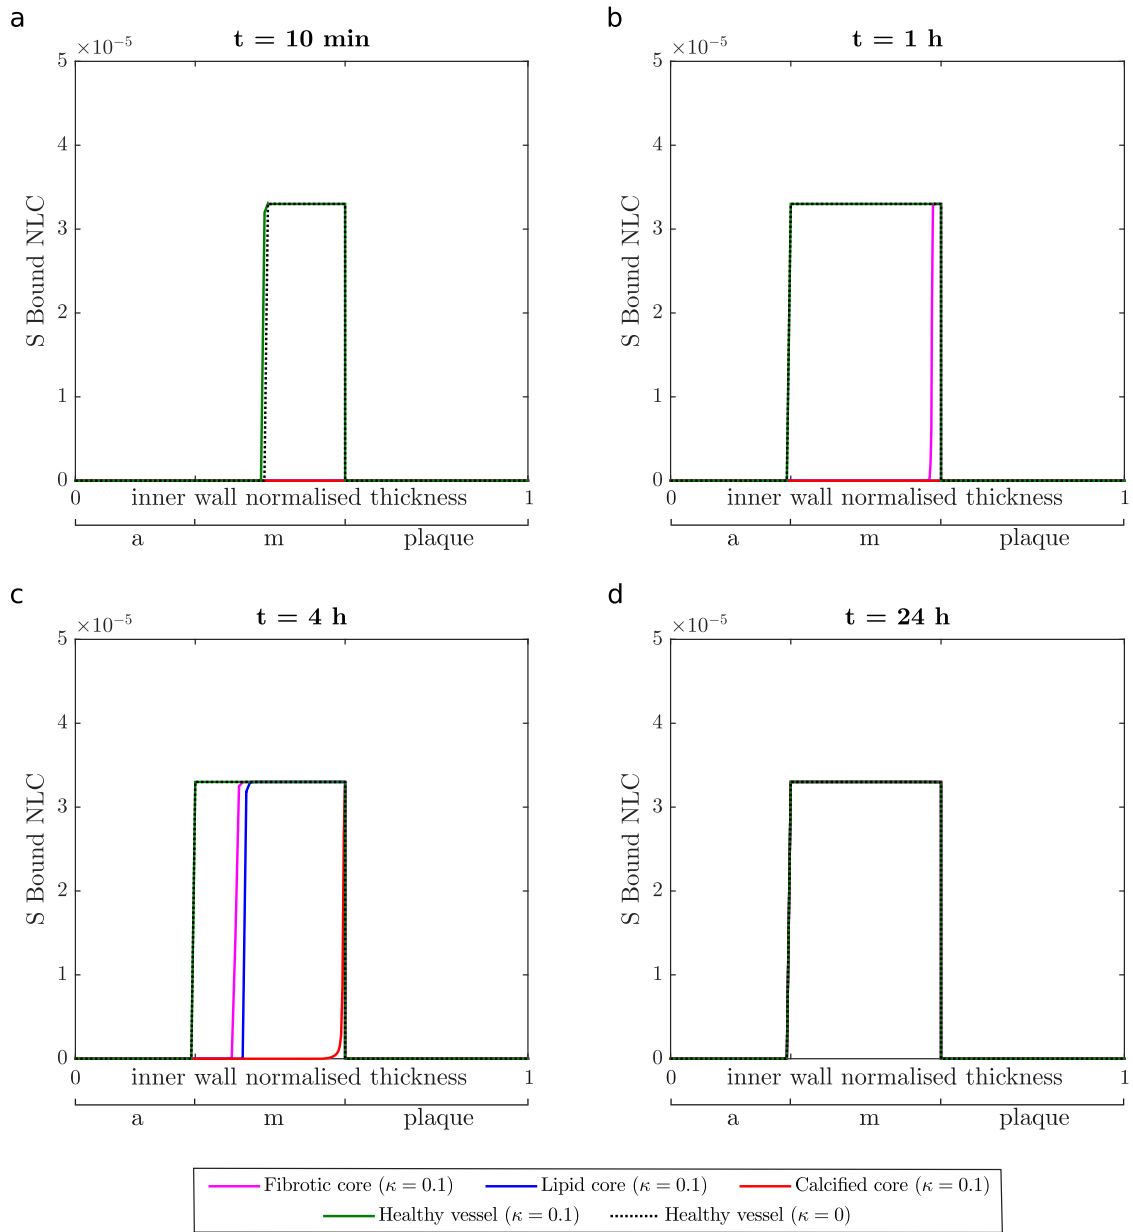 a
t = 10 min
×10⁻⁵
5
4
3
2
1
0
S Bound NLC
0 inner wall normalised thickness 1
a m plaque
b
t = 1 h
×10⁻⁵
5
4
3
2
1
0
S Bound NLC
0 inner wall normalised thickness 1
a m plaque
c
t = 4 h
×10⁻⁵
5
4
3
2
1
0
S Bound NLC
0 inner wall normalised thickness 1
a m plaque
d
t = 24 h
×10⁻⁵
5
4
3
2
1
0
S Bound NLC
0 inner wall normalised thickness 1
a m plaque
Fibrotic core (κ = 0.1) Lipid core (κ = 0.1) Calcified core (κ = 0.1)
Healthy vessel (κ = 0.1) Healthy vessel (κ = 0)